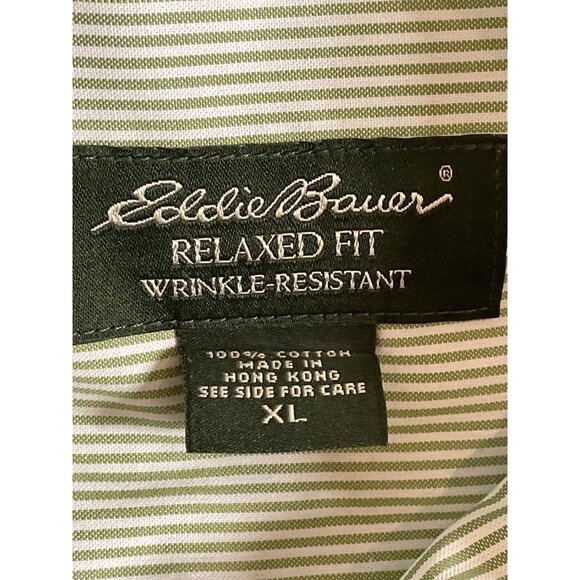 Eddie Bauer®
RELAXED FIT
WRINKLE-RESISTANT
100% COTTON
MADE IN
HONG KONG
SEE SIDE FOR CARE
XL